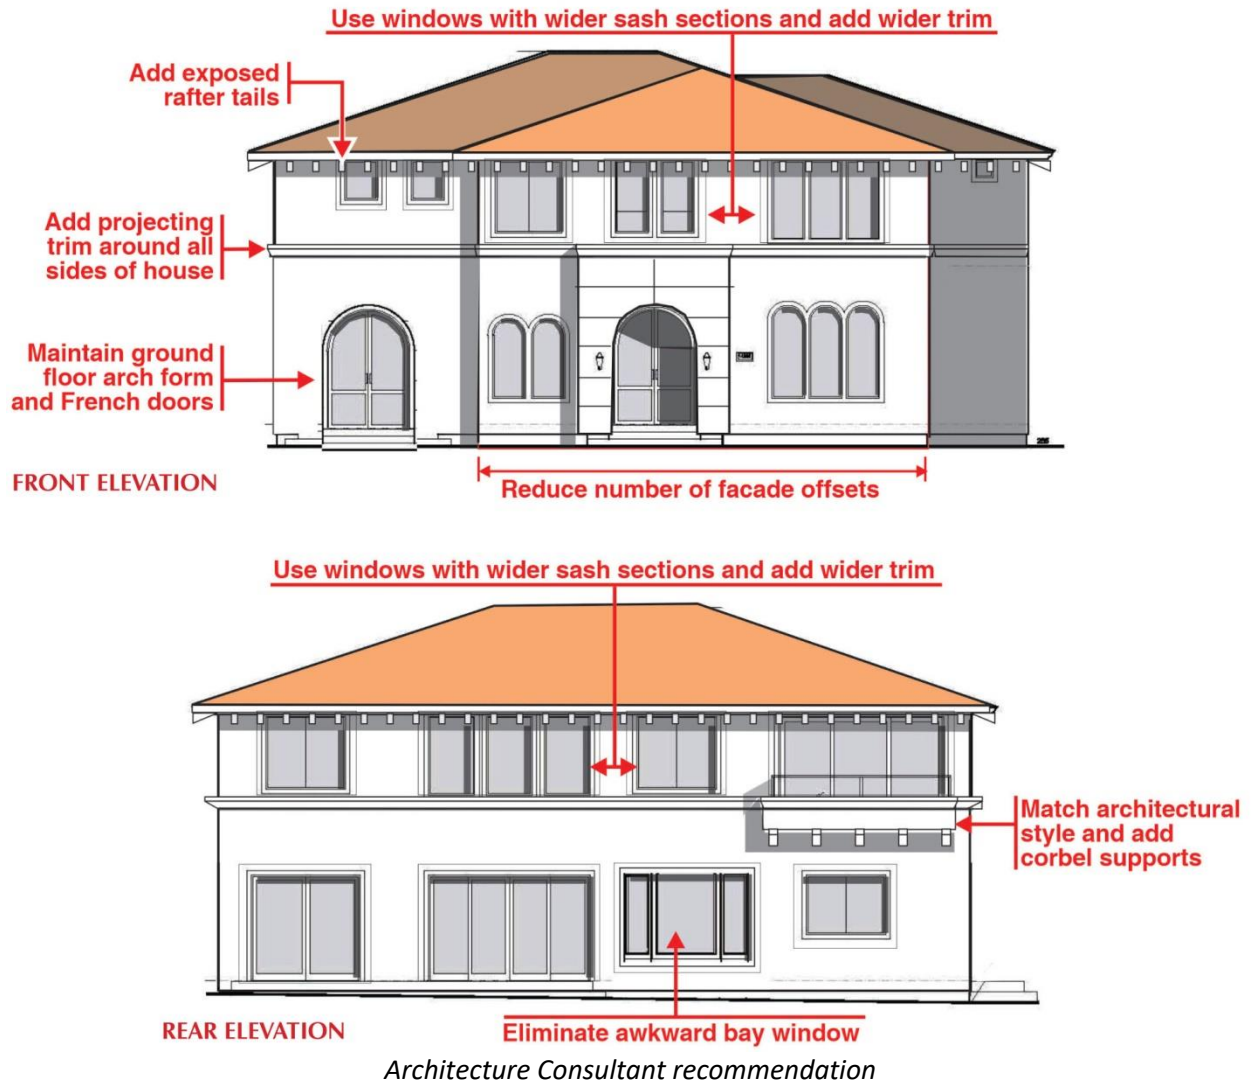 Use windows with wider sash sections and add wider trim
Add exposed
rafter tails
Add projecting
trim around all
sides of house
Maintain ground
floor arch form
and French doors
FRONT ELEVATION
Reduce number of facade offsets
Use windows with wider sash sections and add wider trim
Match architectural
style and add
corbel supports
REAR ELEVATION
Eliminate awkward bay window
Architecture Consultant recommendation